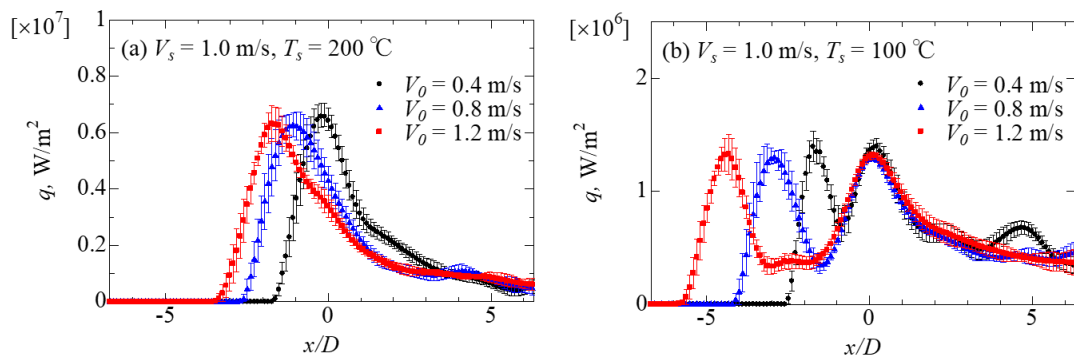 [×10⁷]
(a) Vₛ = 1.0 m/s, Tₛ = 200 ℃
V₀ = 0.4 m/s
V₀ = 0.8 m/s
V₀ = 1.2 m/s
1
0.8
0.6
0.4
0.2
0
q, W/m²
-5 0 5
x/D
[×10⁶]
(b) Vₛ = 1.0 m/s, Tₛ = 100 ℃
V₀ = 0.4 m/s
V₀ = 0.8 m/s
V₀ = 1.2 m/s
2
1
0
q, W/m²
-5 0 5
x/D